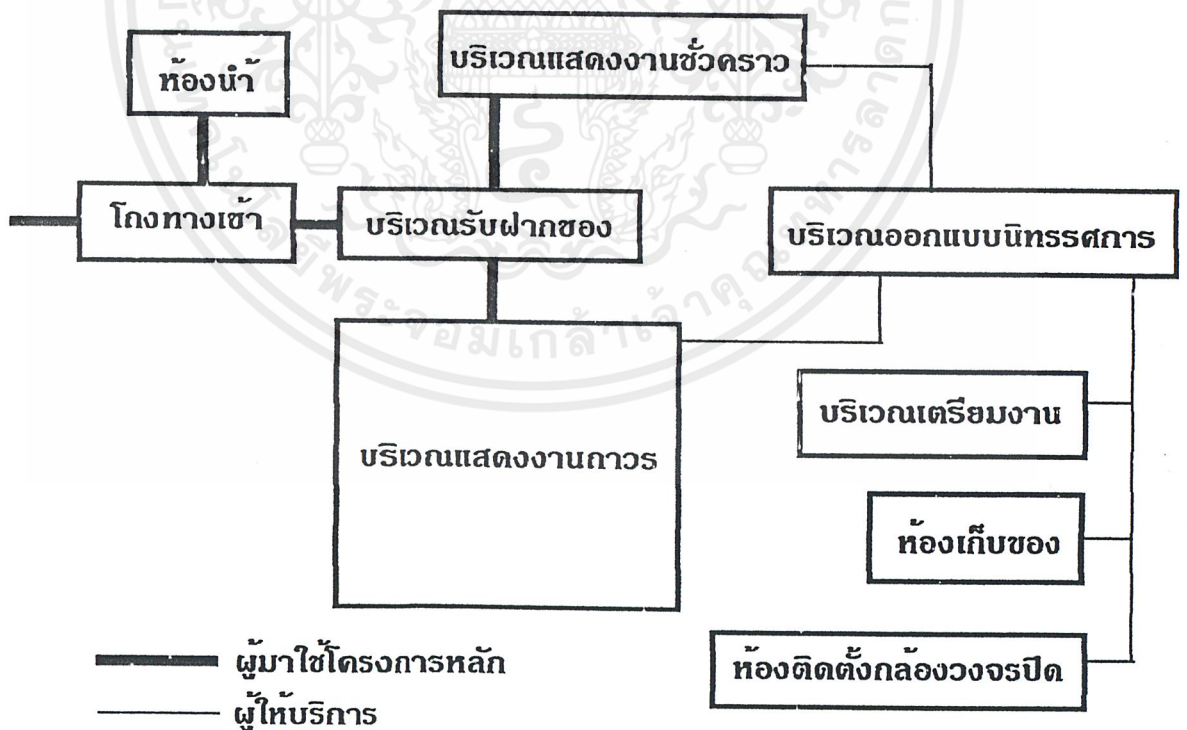 บริเวณแสดงงานชั่วคราว
ห้องน้ำ
โถงทางเข้า
บริเวณรับฝากของ
บริเวณออกแบบนิทรรศการ
บริเวณเตรียมงาน
บริเวณแสดงงานถาวร
ห้องเก็บของ
ห้องติดตั้งกล้องวงจรปิด
ผู้มาใช้โครงการหลัก
ผู้ให้บริการ